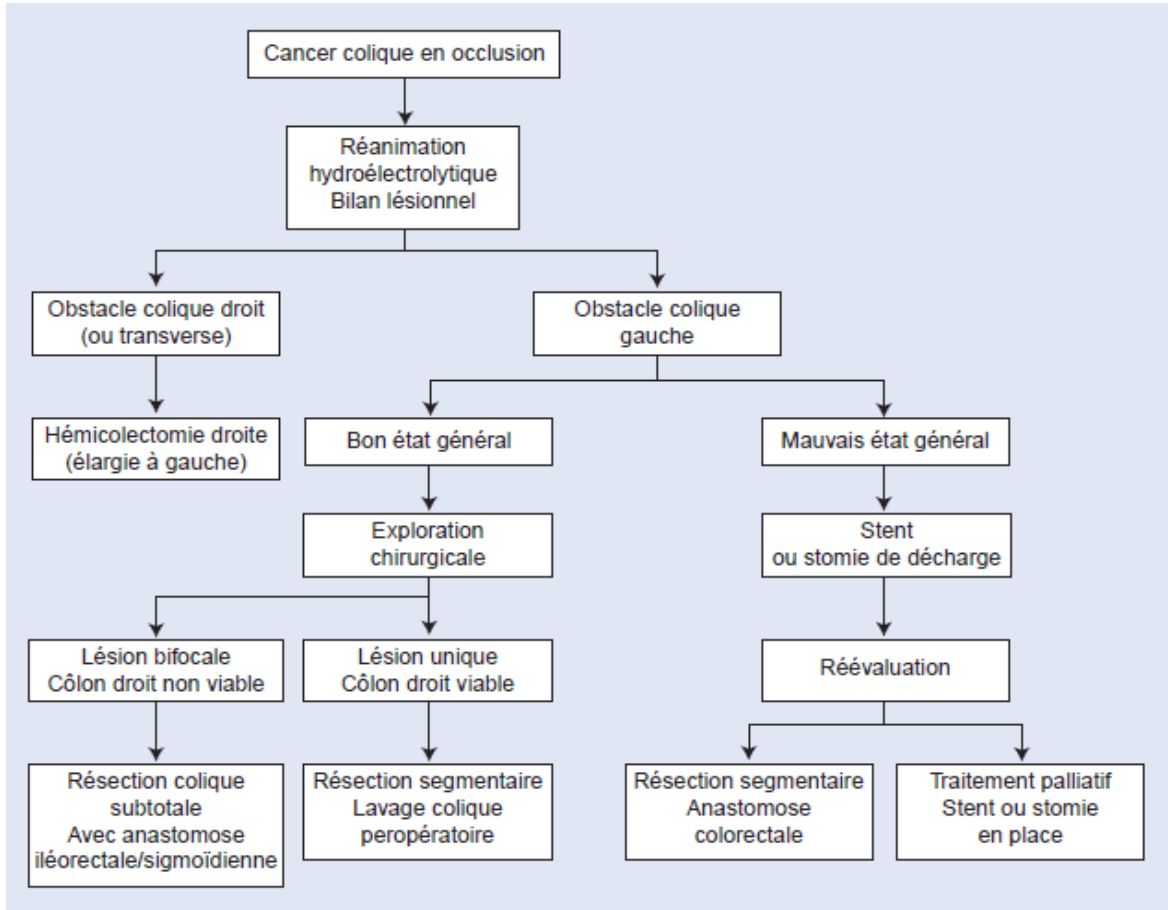 Cancer colique en occlusion
Réanimation
hydroélectrolytique
Bilan lésionnel
Obstacle colique droit
(ou transverse)
Obstacle colique
gauche
Hémicolectomie droite
(élargie à gauche)
Bon état général
Mauvais état général
Exploration
chirurgicale
Stent
ou stomie de décharge
Lésion bifocale
Côlon droit non viable
Lésion unique
Côlon droit viable
Réévaluation
Résection colique
subtotale
Avec anastomose
iléorectale/sigmoïdienne
Résection segmentaire
Lavage colique
peropératoire
Résection segmentaire
Anastomose
colorectale
Traitement palliatif
Stent ou stomie
en place